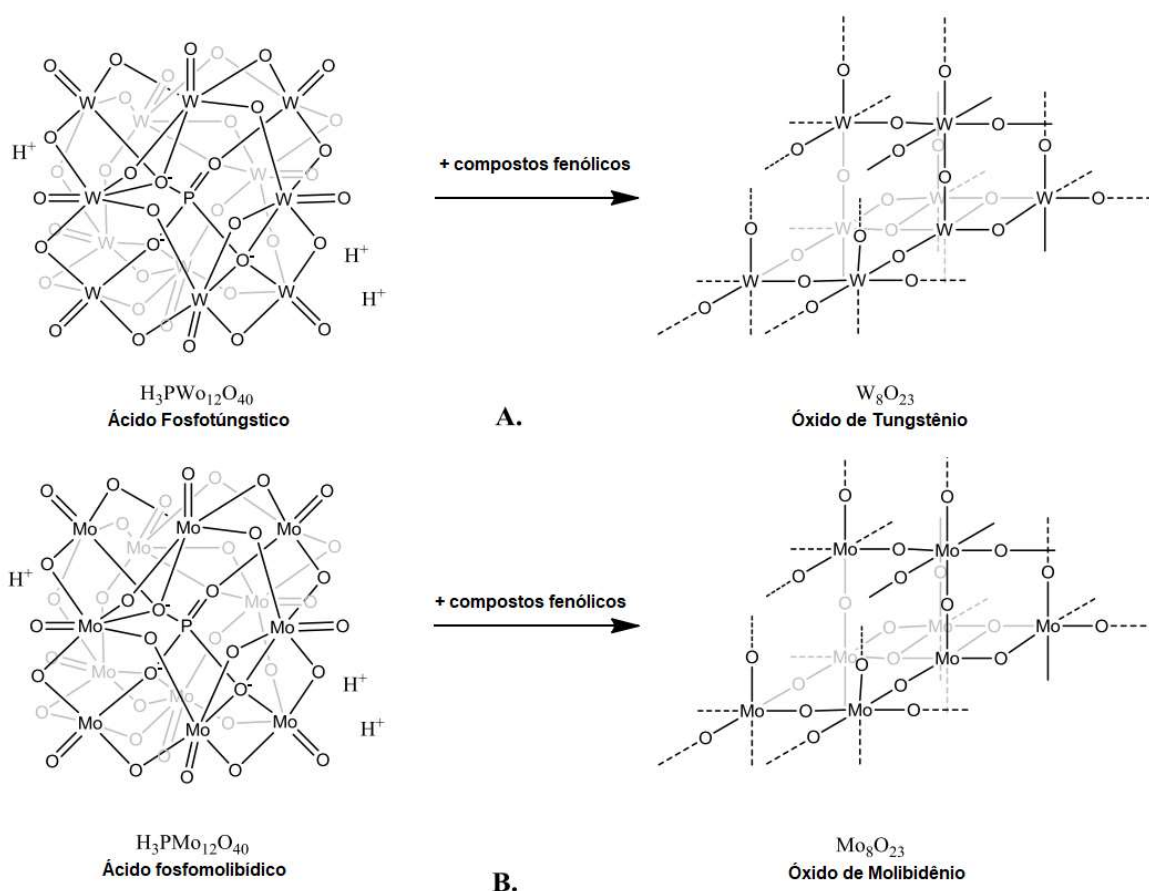 H⁺
+ compostos fenólicos
H⁺
H⁺
H₃PWo₁₂O₄₀
W₈O₂₃
Ácido Fosfotúngstico
A.
Óxido de Tungstênio
H⁺
+ compostos fenólicos
H⁺
H⁺
H₃PMo₁₂O₄₀
Mo₈O₂₃
Ácido fosfomolibídico
B.
Óxido de Molibidênio